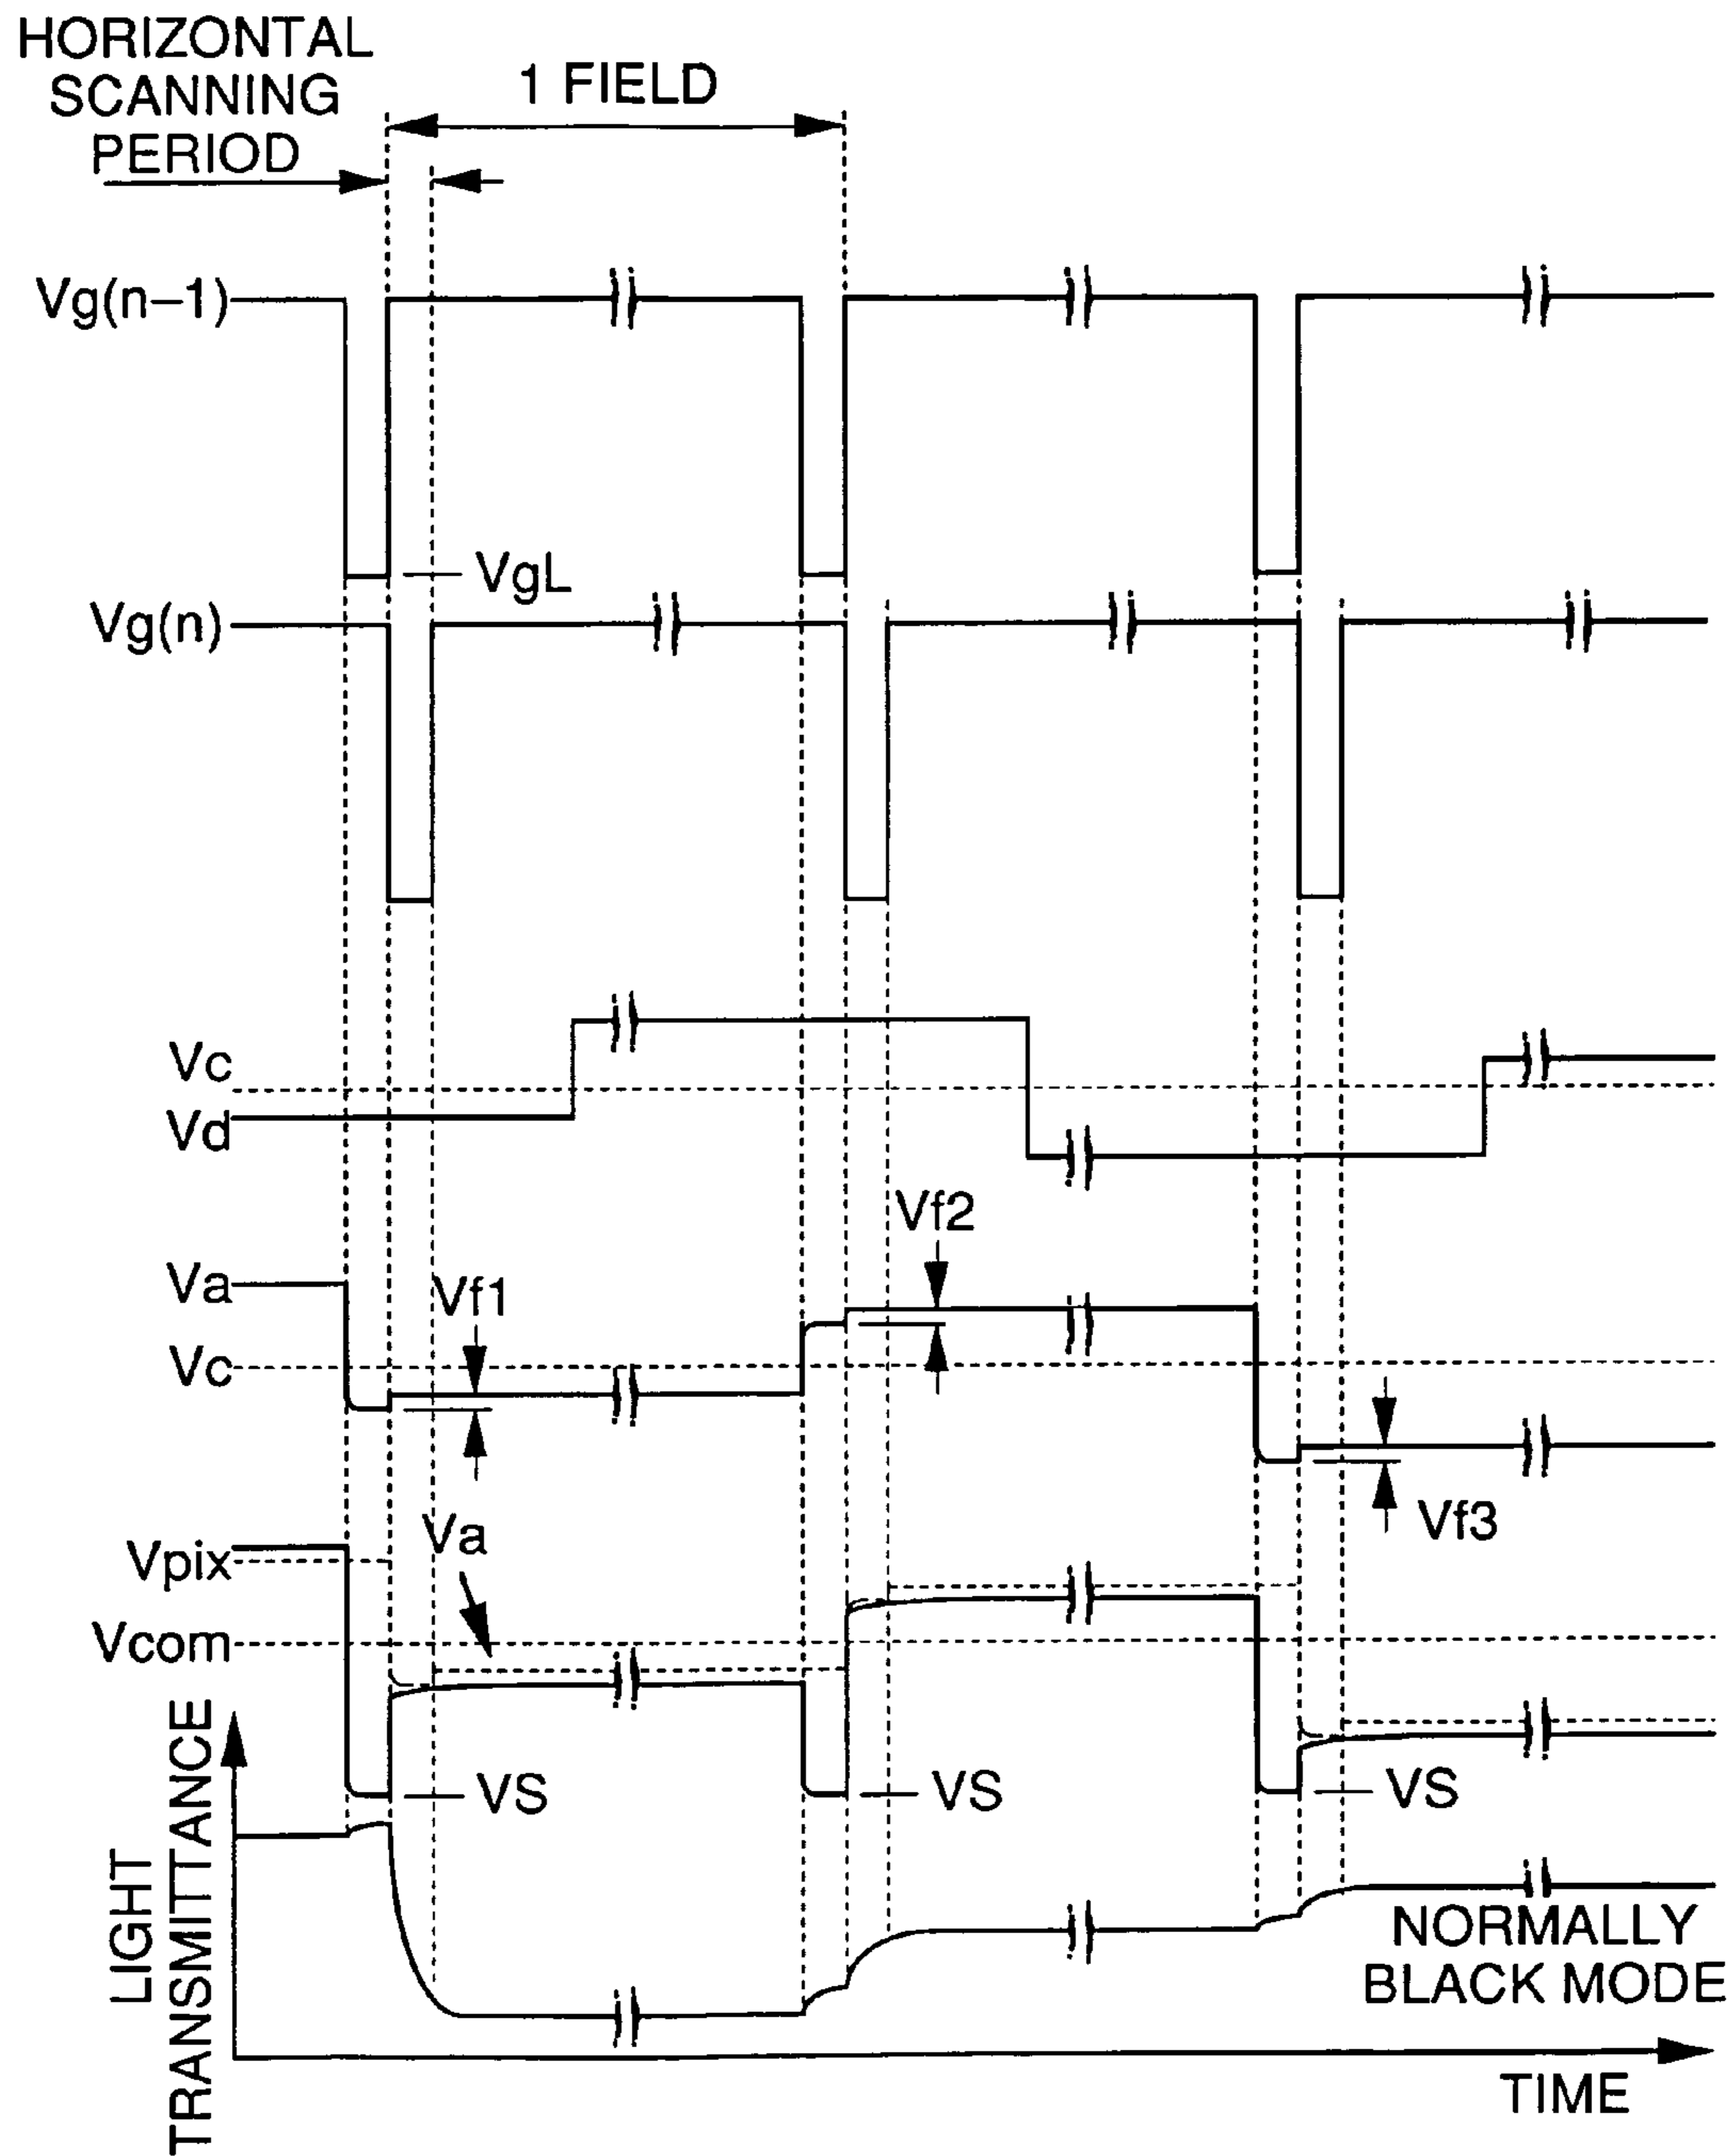 HORIZONTAL
SCANNING
PERIOD
1 FIELD
Vg(n–1)
VgL
Vg(n)
Vc
Vd
Vf2
Va
Vf1
Vc
Vf3
Va
Vpix
Vcom
VS
VS
VS
LIGHT
TRANSMITTANCE
NORMALLY
BLACK MODE
TIME